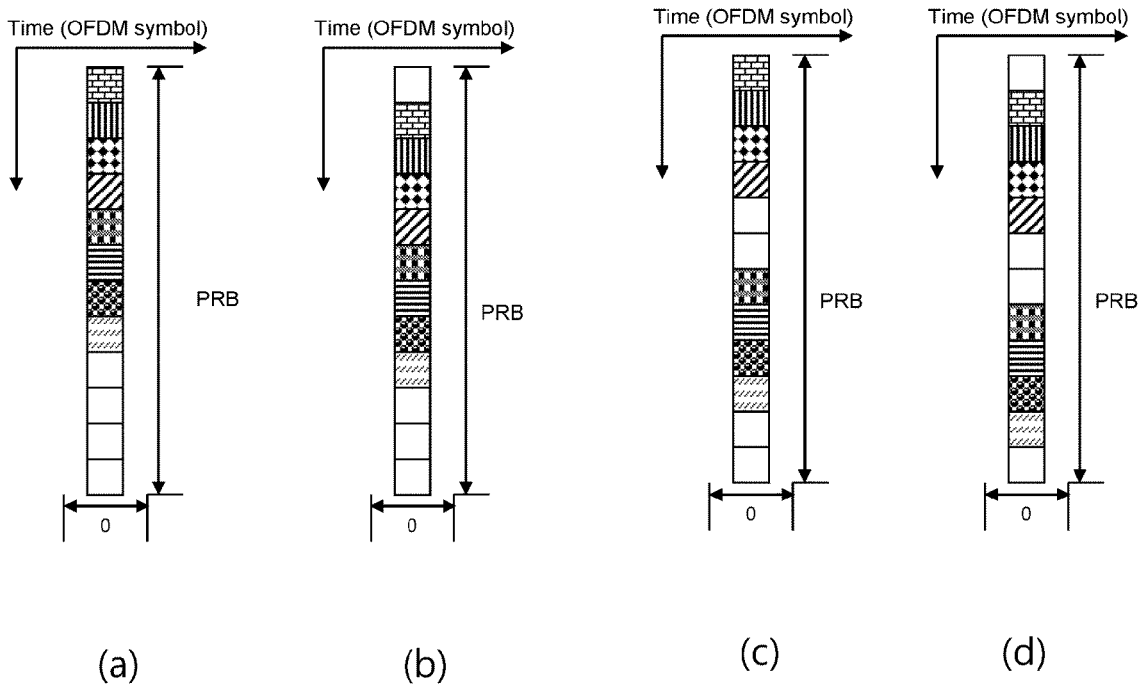 Time (OFDM symbol)
Time (OFDM symbol)
Time (OFDM symbol)
Time (OFDM symbol)
PRB
PRB
PRB
PRB
0
0
0
0
(a)
(b)
(c)
(d)